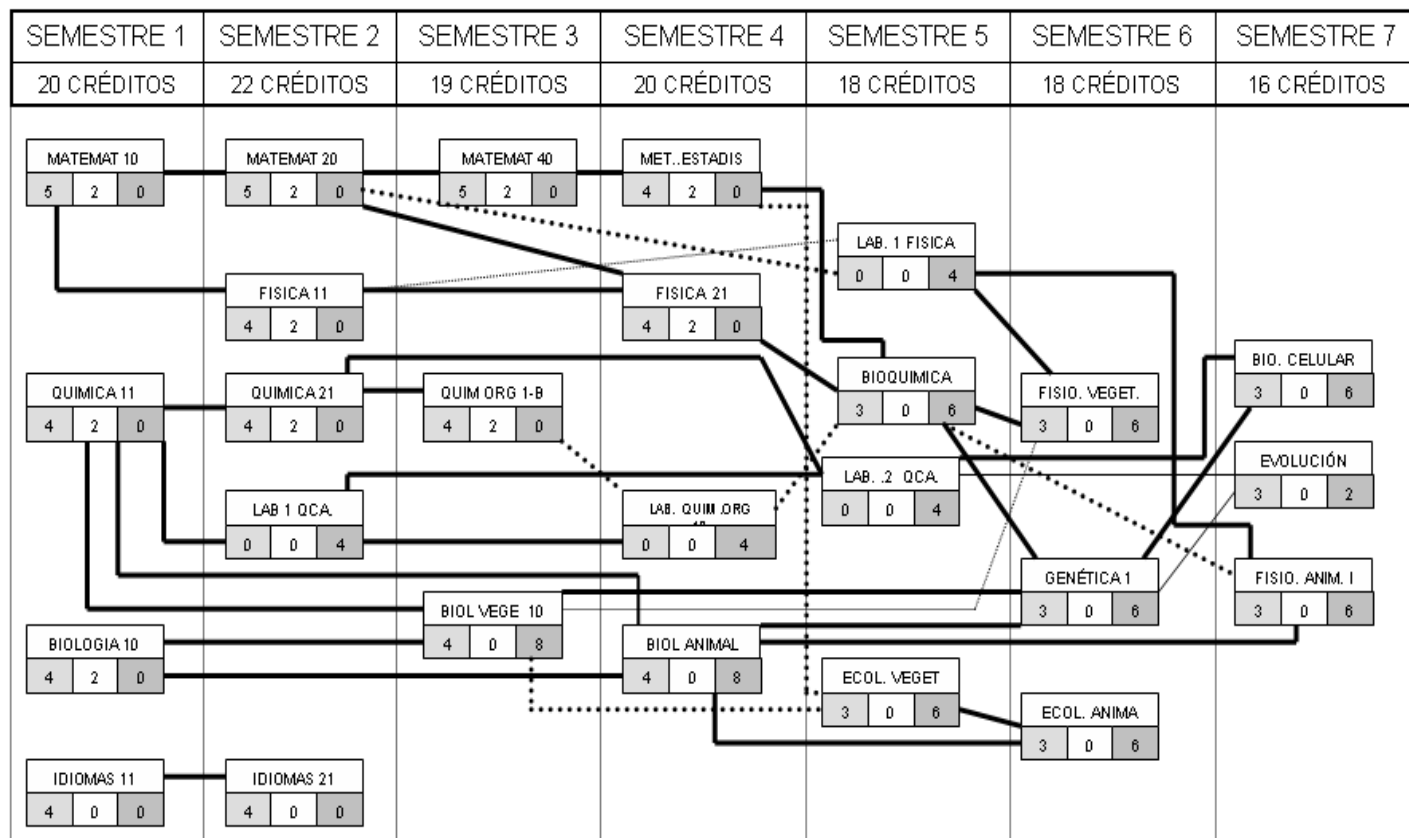 SEMESTRE 1 SEMESTRE 2 SEMESTRE 3 SEMESTRE 4 SEMESTRE 5 SEMESTRE 6 SEMESTRE 7
20 CRÉDITOS 22 CRÉDITOS 19 CRÉDITOS 20 CRÉDITOS 18 CRÉDITOS 18 CRÉDITOS 16 CRÉDITOS
MATEMAT 10 MATEMAT 20 MATEMAT 40 MET..ESTADIS
5 2 0 5 2 0 5 2 0 4 2 0
LAB. 1 FISICA
0 0 4
FISICA 11 FISICA 21
4 2 0 4 2 0
BIO. CELULAR
3 0 6
BIOQUIMICA
3 0 6
QUIMICA 11 QUIMICA 21 QUIM ORG 1-B FISIO. VEGET.
4 2 0 4 2 0 4 2 0 3 0 6
EVOLUCIÓN
3 0 2
LAB. .2 QCA.
0 0 4
LAB 1 QCA. LAB. QUIM .ORG
0 0 4 0 0 4
GENÉTICA 1 FISIO. ANIM. I
3 0 6 3 0 6
BIOL VEGE 10
4 0 8
BIOLOGIA 10 BIOL ANIMAL
4 2 0 4 0 8
ECOL. VEGET
3 0 6
ECOL. ANIMA
3 0 6
IDIOMAS 11 IDIOMAS 21
4 0 0 4 0 0